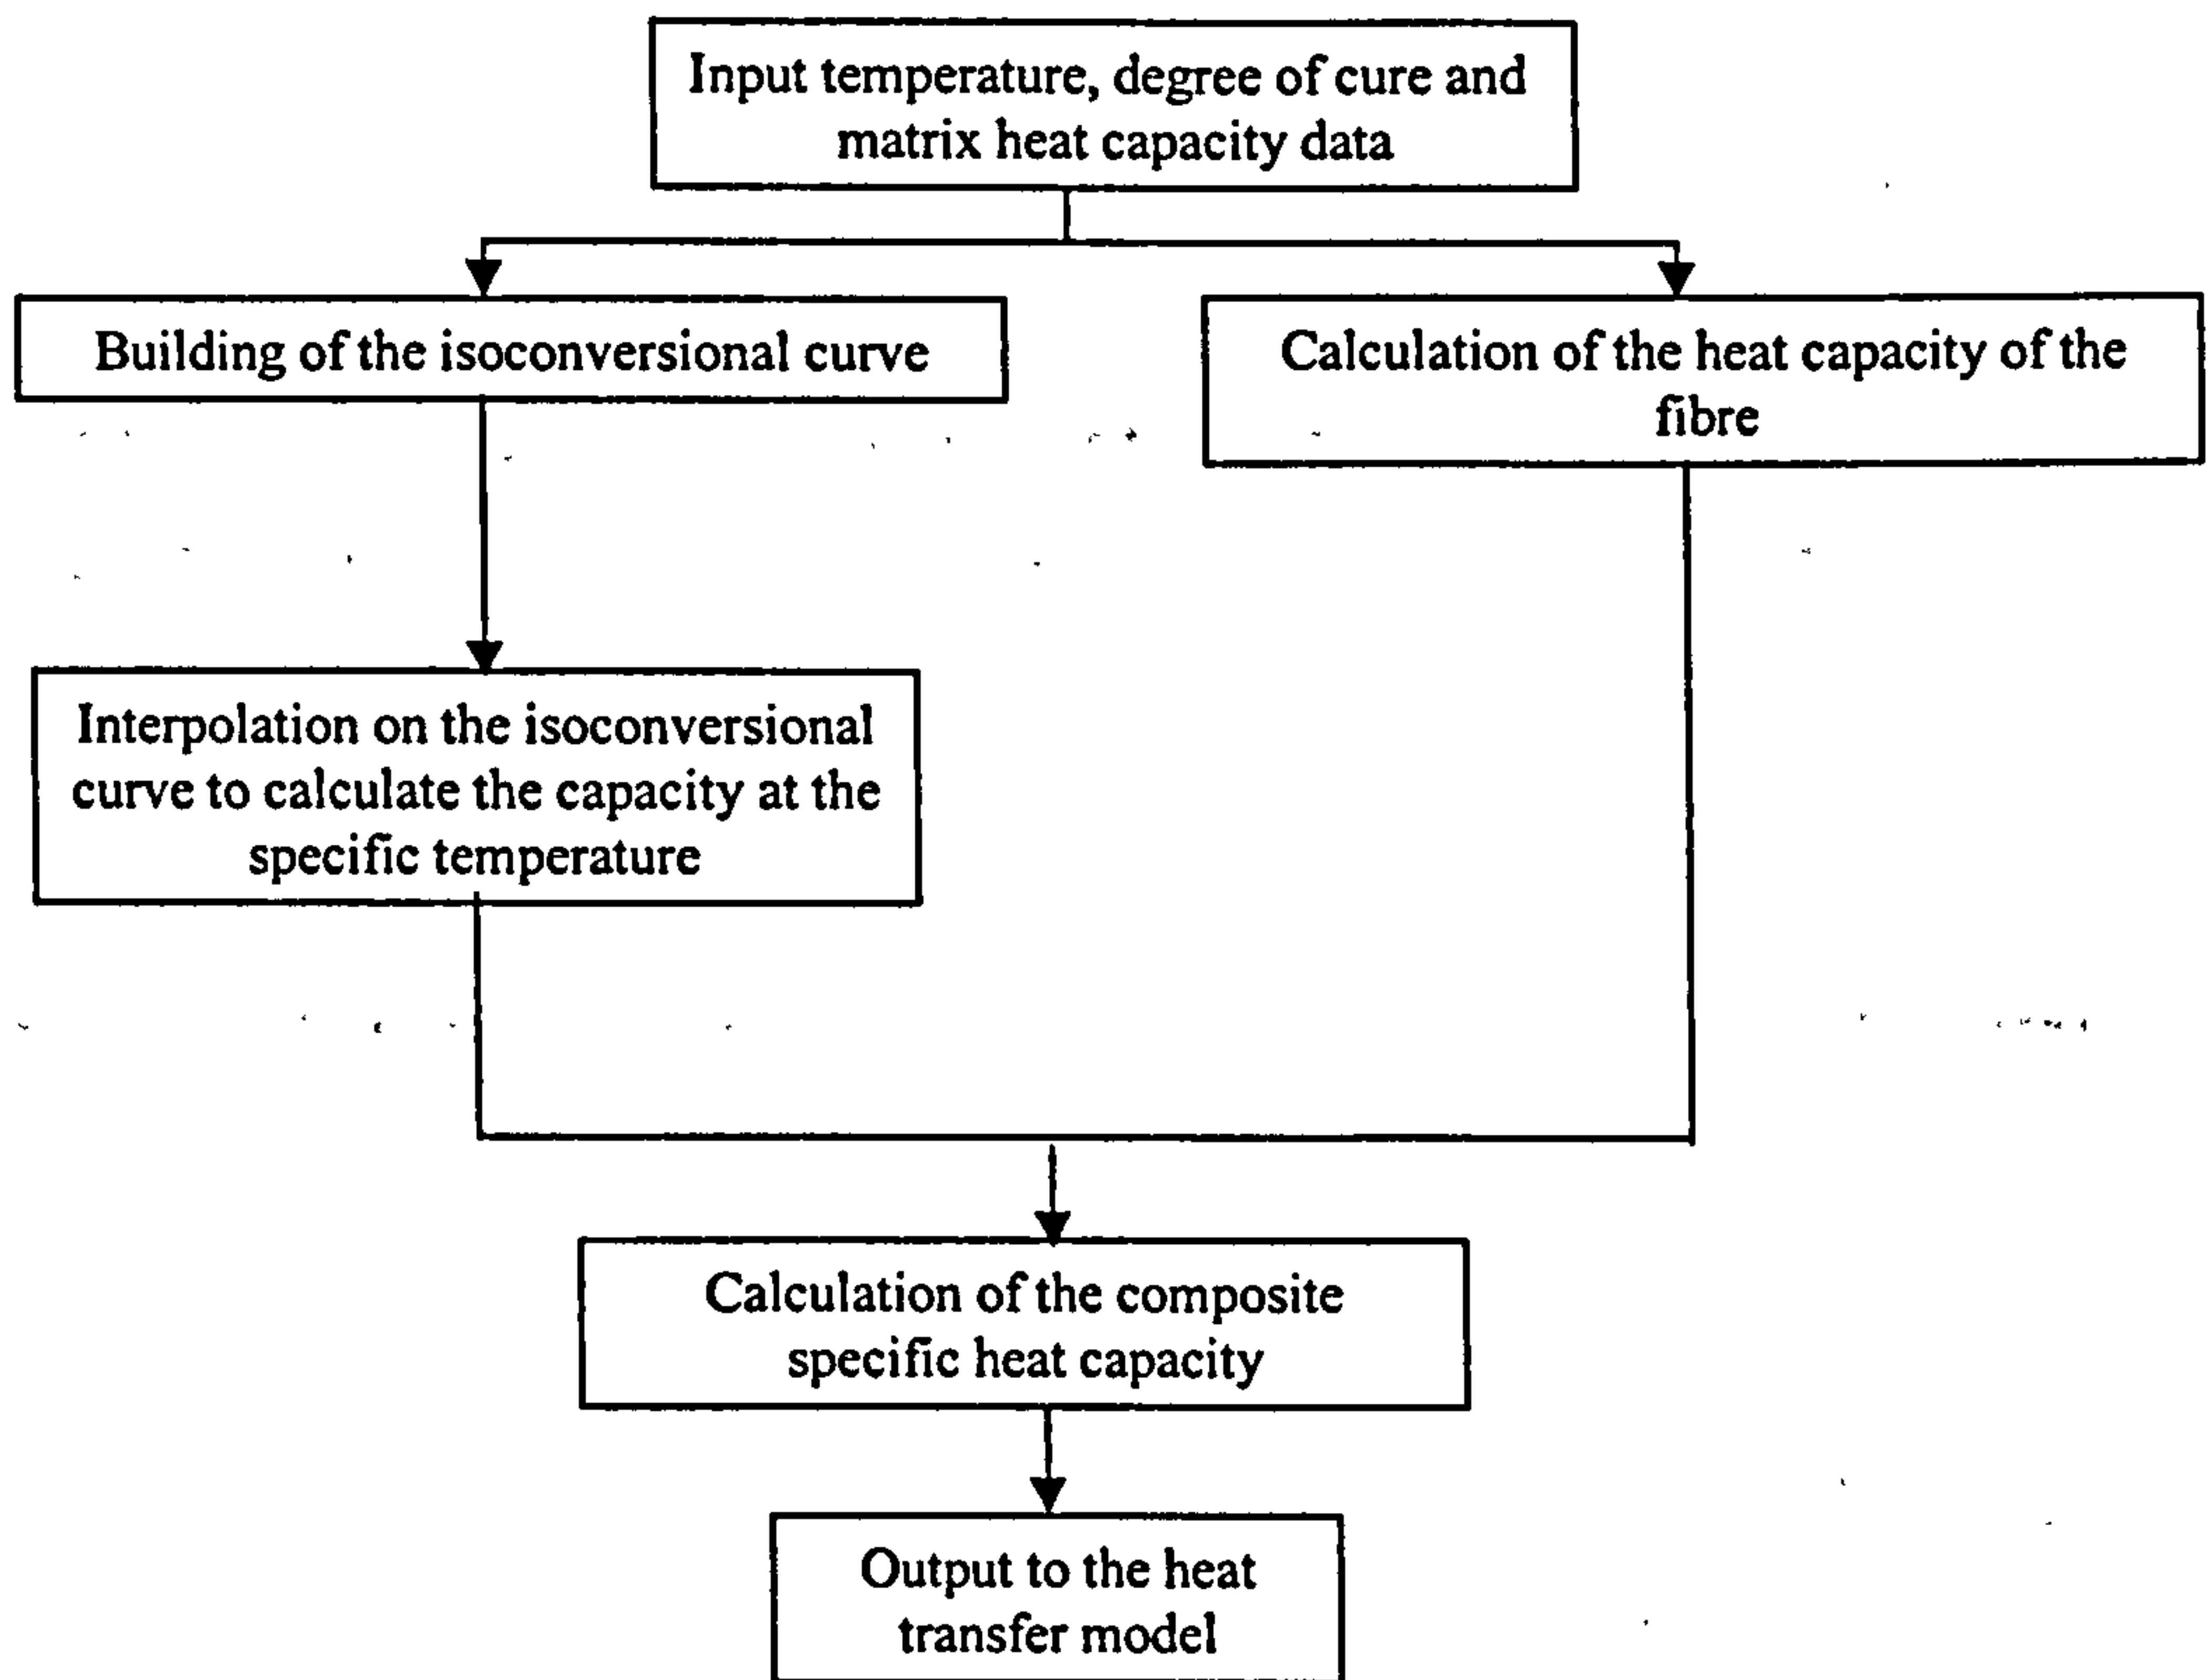 Input temperature, degree of cure and
matrix heat capacity data
Building of the isoconversional curve
Calculation of the heat capacity of the
fibre
Interpolation on the isoconversional
curve to calculate the capacity at the
specific temperature
Calculation of the composite
specific heat capacity
Output to the heat
transfer model